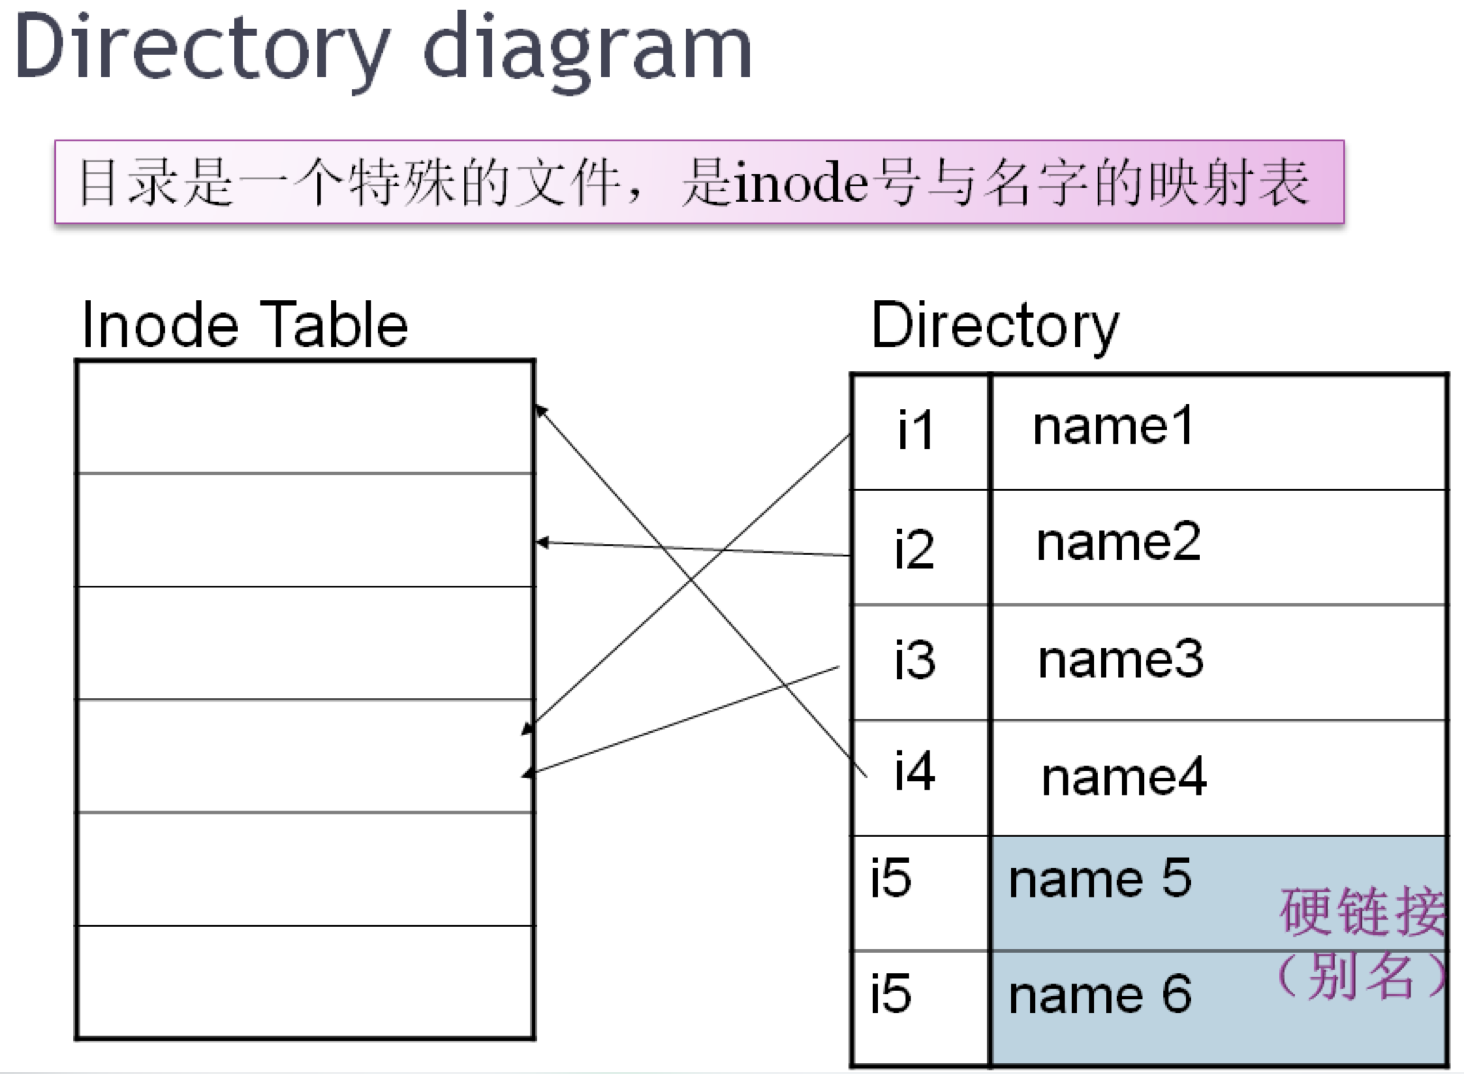 Directory diagram
目录是一个特殊的文件，是inode号与名字的映射表
Inode Table
Directory
i1 name1
i2 name2
i3 name3
i4 name4
i5 name 5
硬链接
（别名）
i5 name 6